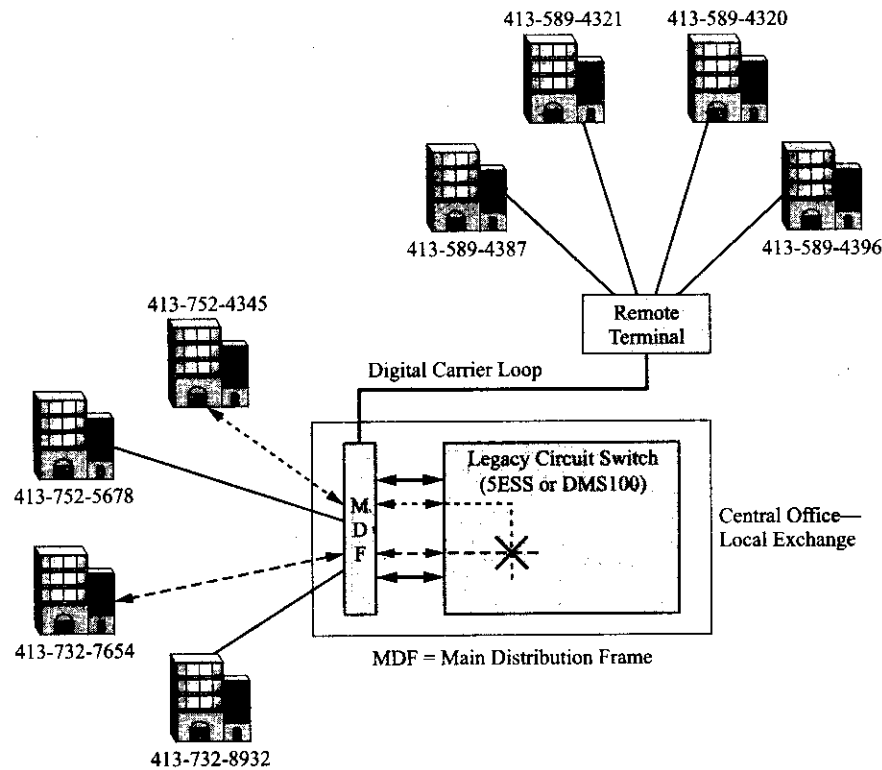 413-589-4321
413-589-4320
413-589-4387
413-589-4396
Remote
Terminal
413-752-4345
Digital Carrier Loop
413-752-5678
M
D
F
Legacy Circuit Switch
(5ESS or DMS100)
Central Office—
Local Exchange
413-732-7654
MDF = Main Distribution Frame
413-732-8932